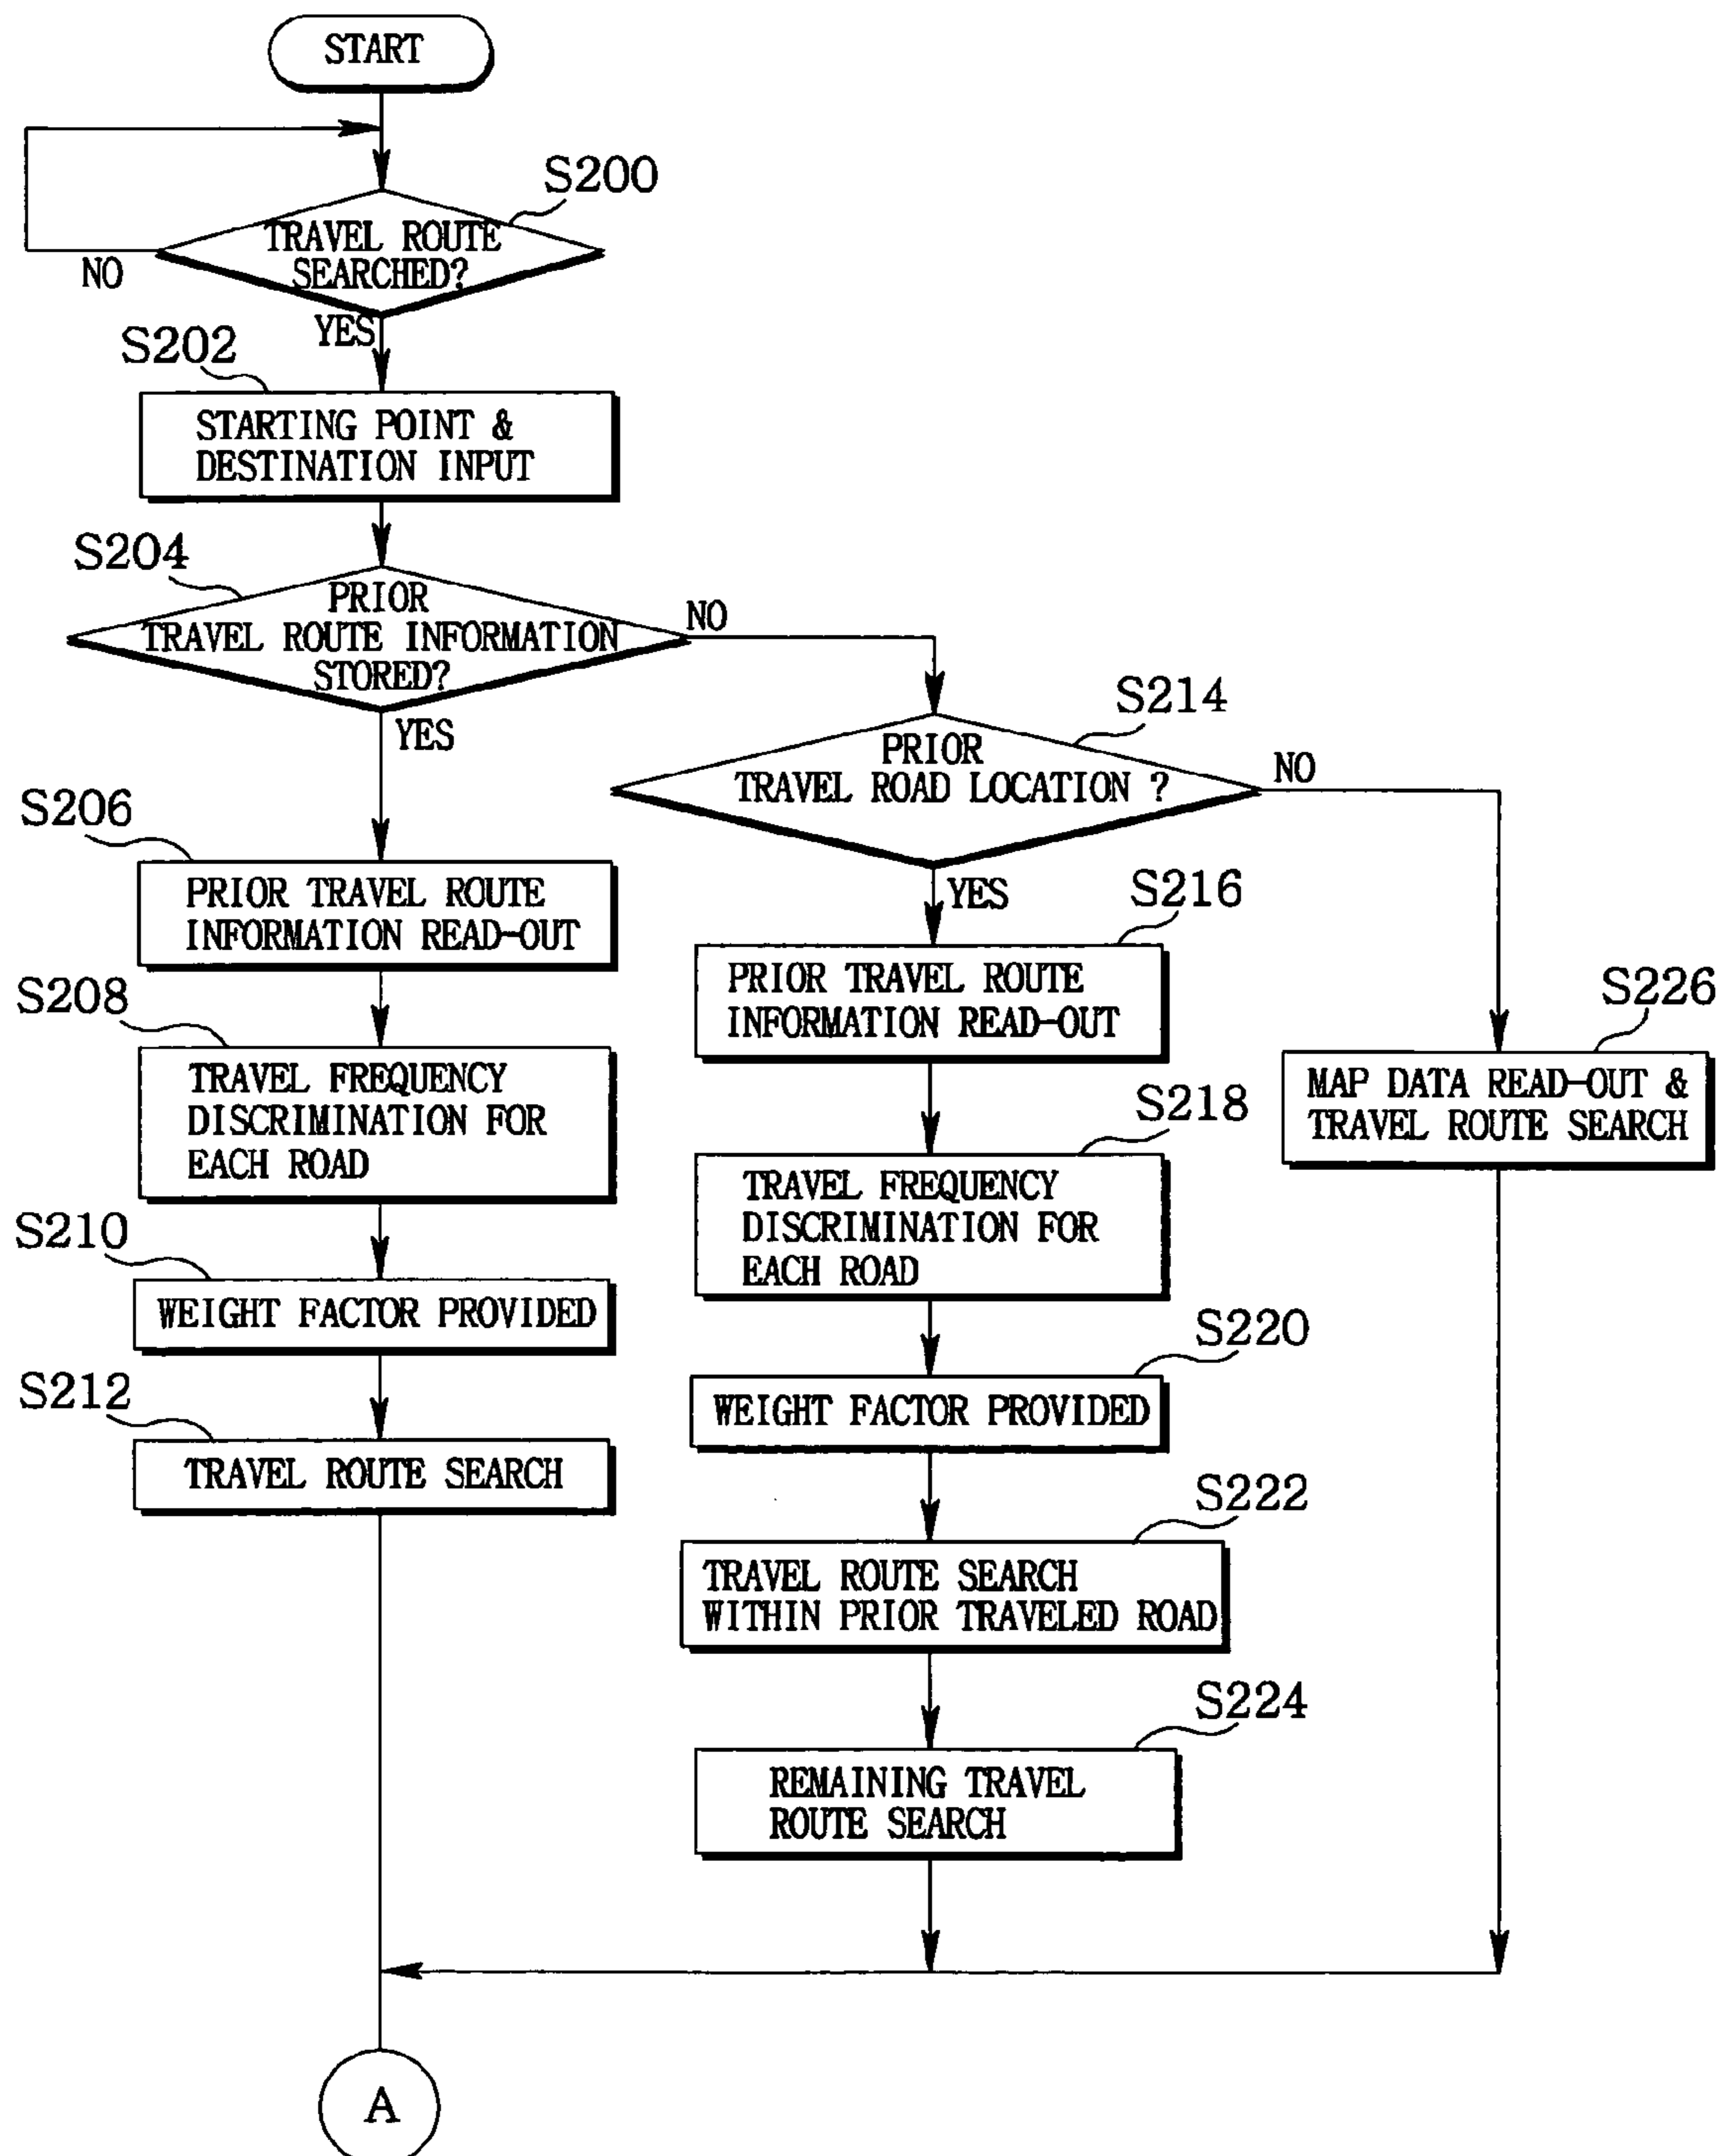 START
S200
TRAVEL ROUTE
SEARCHED?
NO
YES
S202
STARTING POINT &
DESTINATION INPUT
S204
PRIOR
TRAVEL ROUTE INFORMATION
STORED?
NO
YES
S206
PRIOR TRAVEL ROUTE
INFORMATION READ-OUT
S208
TRAVEL FREQUENCY
DISCRIMINATION FOR
EACH ROAD
S210
WEIGHT FACTOR PROVIDED
S212
TRAVEL ROUTE SEARCH
S214
PRIOR
TRAVEL ROAD LOCATION ?
NO
YES
S216
PRIOR TRAVEL ROUTE
INFORMATION READ-OUT
S218
TRAVEL FREQUENCY
DISCRIMINATION FOR
EACH ROAD
S220
WEIGHT FACTOR PROVIDED
S222
TRAVEL ROUTE SEARCH
WITHIN PRIOR TRAVELED ROAD
S224
REMAINING TRAVEL
ROUTE SEARCH
S226
MAP DATA READ-OUT &
TRAVEL ROUTE SEARCH
A